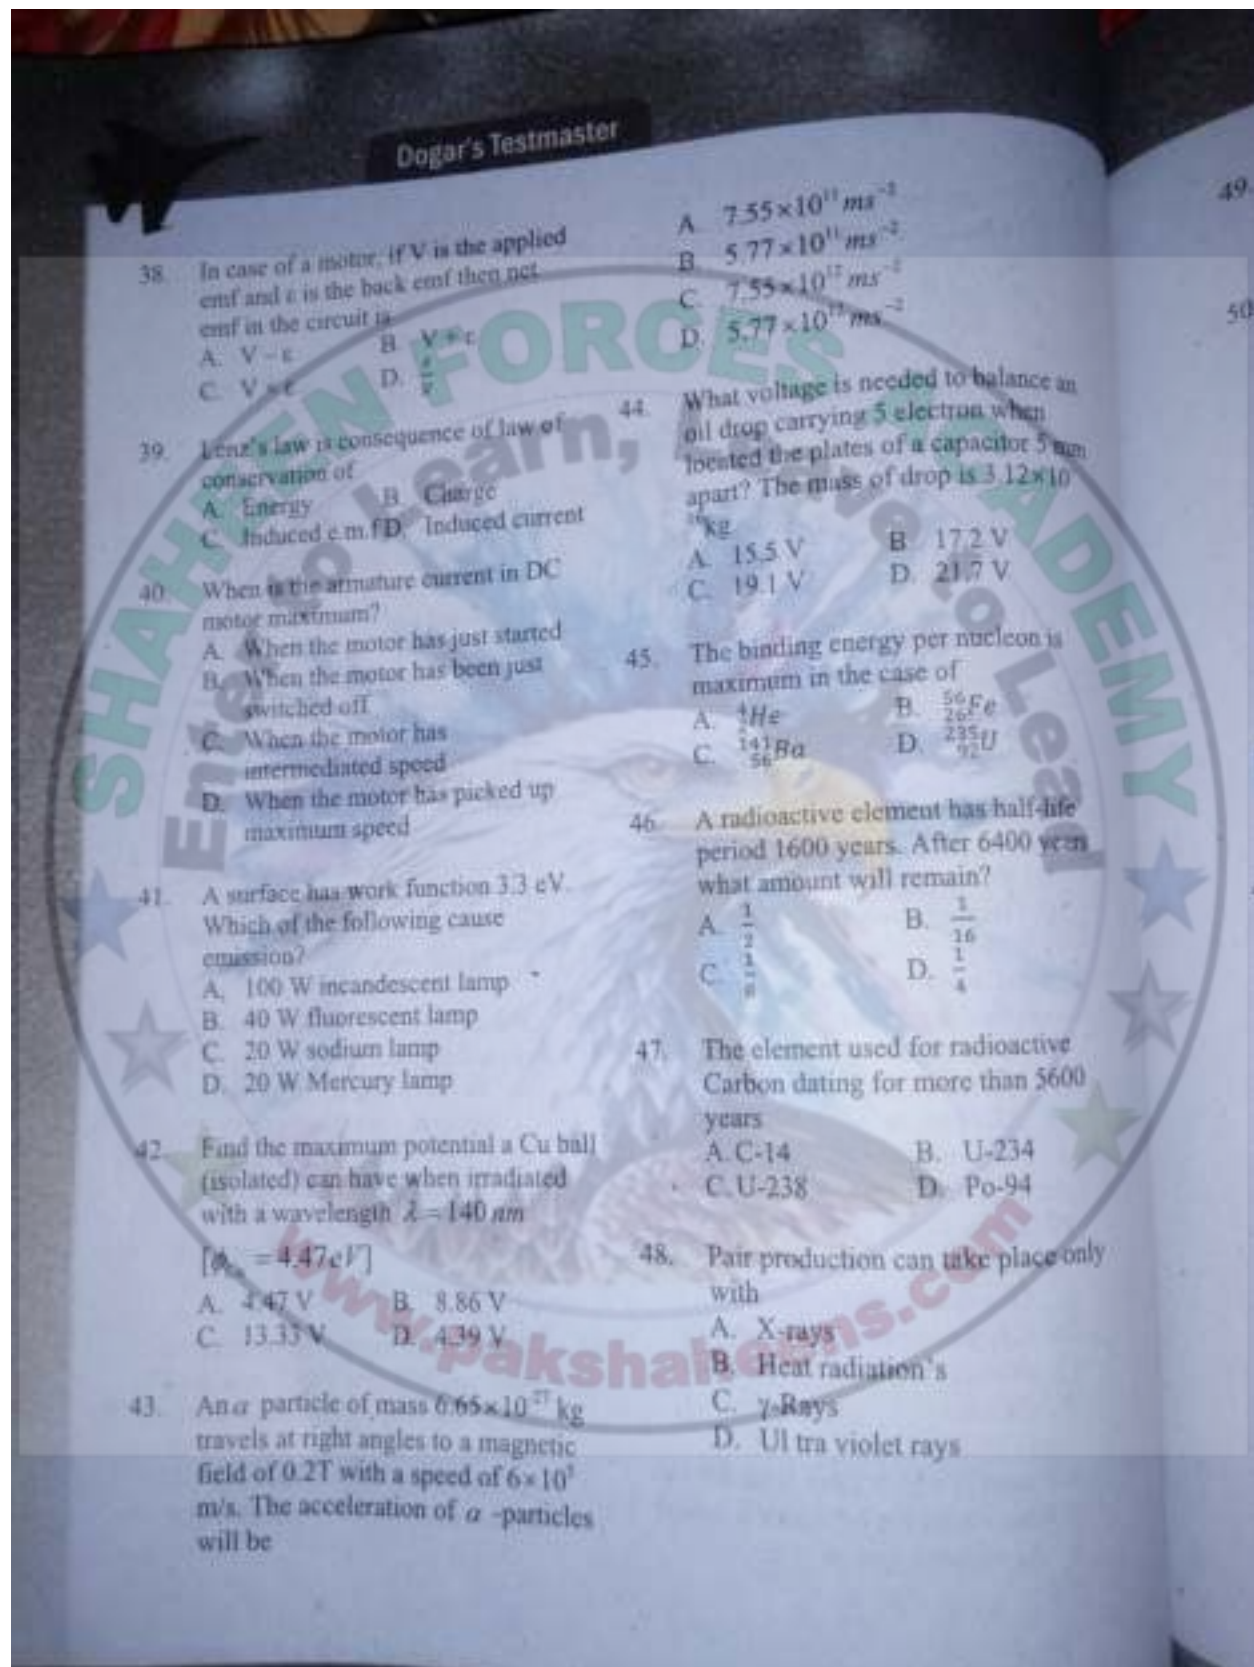 Dogar's Testmaster
38. In case of a motor, if V is the applied
emf and ε is the back emf then net
emf in the circuit is
A. V − ε B. V + ε
C. V × ε D.
39. Lenz's law is consequence of law of
conservation of
A. Energy B. Charge
C. Induced e.m.f D. Induced current
40. When is the armature current in DC
motor maximum?
A. When the motor has just started
B. When the motor has been just
switched off
C. When the motor has
intermediated speed
D. When the motor has picked up
maximum speed
41. A surface has work function 3.3 eV.
Which of the following cause
emission?
A. 100 W incandescent lamp
B. 40 W fluorescent lamp
C. 20 W sodium lamp
D. 20 W Mercury lamp
42. Find the maximum potential a Cu ball
(isolated) can have when irradiated
with a wavelength λ = 140 nm
[ϕ = 4.47eV]
A. 4.47 V B. 8.86 V
C. 13.33 V D. 4.39 V
43. An α particle of mass 6.65×10⁻²⁷ kg
travels at right angles to a magnetic
field of 0.2T with a speed of 6×10⁵
m/s. The acceleration of α -particles
will be
A. 7.55×10¹¹ ms⁻²
B. 5.77×10¹¹ ms⁻²
C. 7.55×10¹² ms⁻²
D. 5.77×10¹² ms⁻²
44. What voltage is needed to balance an
oil drop carrying 5 electron when
located the plates of a capacitor 5 mm
apart? The mass of drop is 3.12×10
kg
A. 15.5 V B. 17.2 V
C. 19.1 V D. 21.7 V
45. The binding energy per nucleon is
maximum in the case of
A. ⁴₂He B. ⁵⁶₂₆Fe
C. ¹⁴¹₅₆Ba D. ²³⁵₉₂U
46. A radioactive element has half-life
period 1600 years. After 6400 years
what amount will remain?
A. 1/2 B. 1/16
C. 1/8 D. 1/4
47. The element used for radioactive
Carbon dating for more than 5600
years
A. C-14 B. U-234
C. U-238 D. Po-94
48. Pair production can take place only
with
A. X-rays
B. Heat radiation's
C. γ-Rays
D. Ul tra violet rays
49.
50
SHAHEEN FORCES ACADEMY
Enter to Learn, Leave to Lead
www.pakshaheens.com